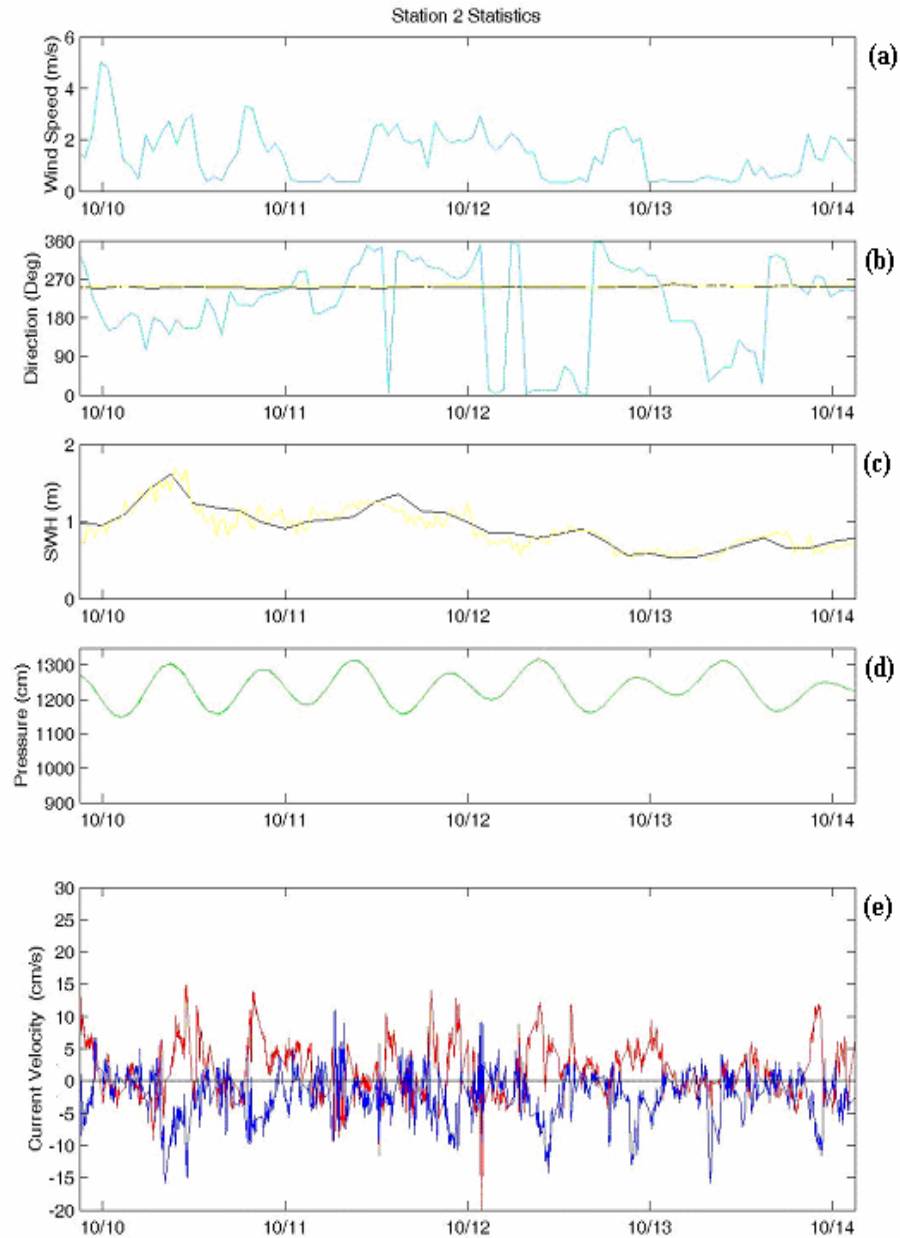 Station 2 Statistics
(a)
Wind Speed (m/s)
6
4
2
0
10/10 10/11 10/12 10/13 10/14
(b)
Direction (Deg)
360
270
180
90
0
10/10 10/11 10/12 10/13 10/14
(c)
SWH (m)
2
1
0
10/10 10/11 10/12 10/13 10/14
(d)
Pressure (cm)
1300
1200
1100
1000
900
10/10 10/11 10/12 10/13 10/14
(e)
Current Velocity (cm/s)
30
25
20
15
10
5
0
-5
-10
-15
-20
10/10 10/11 10/12 10/13 10/14